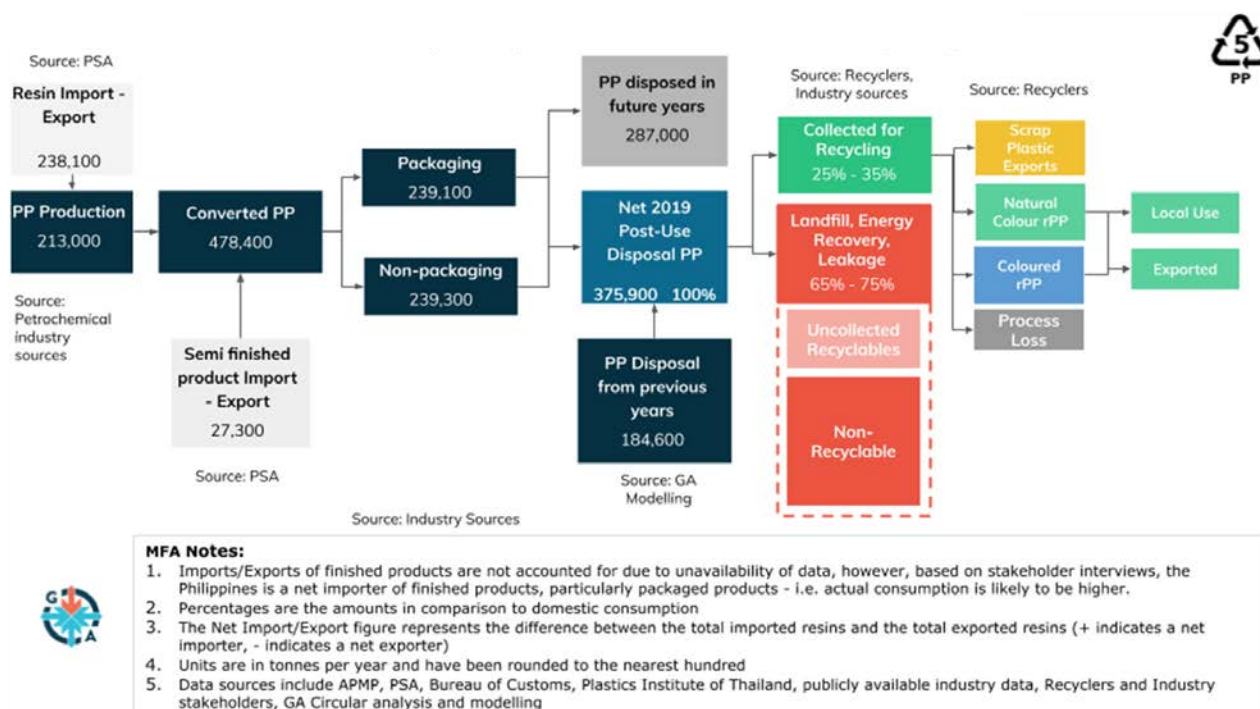 Source: PSA
Resin Import -
Export
238,100
PP Production
213,000
Source:
Petrochemical
industry
sources
Converted PP
478,400
Semi finished
product Import
- Export
27,300
Source: PSA
Packaging
239,100
Non-packaging
239,300
Source: Industry Sources
PP disposed in
future years
287,000
Net 2019
Post-Use
Disposal PP
375,900 100%
PP Disposal
from previous
years
184,600
Source: GA
Modelling
Source: Recyclers,
Industry sources
Collected for
Recycling
25% - 35%
Landfill, Energy
Recovery,
Leakage
65% - 75%
Uncollected
Recyclables
Non-
Recyclable
Source: Recyclers
Scrap
Plastic
Exports
Natural
Colour rPP
Coloured
rPP
Process
Loss
Local Use
Exported
5
PP
G
A
MFA Notes:
1. Imports/Exports of finished products are not accounted for due to unavailability of data, however, based on stakeholder interviews, the
Philippines is a net importer of finished products, particularly packaged products - i.e. actual consumption is likely to be higher.
2. Percentages are the amounts in comparison to domestic consumption
3. The Net Import/Export figure represents the difference between the total imported resins and the total exported resins (+ indicates a net
importer, - indicates a net exporter)
4. Units are in tonnes per year and have been rounded to the nearest hundred
5. Data sources include APMP, PSA, Bureau of Customs, Plastics Institute of Thailand, publicly available industry data, Recyclers and Industry
stakeholders, GA Circular analysis and modelling